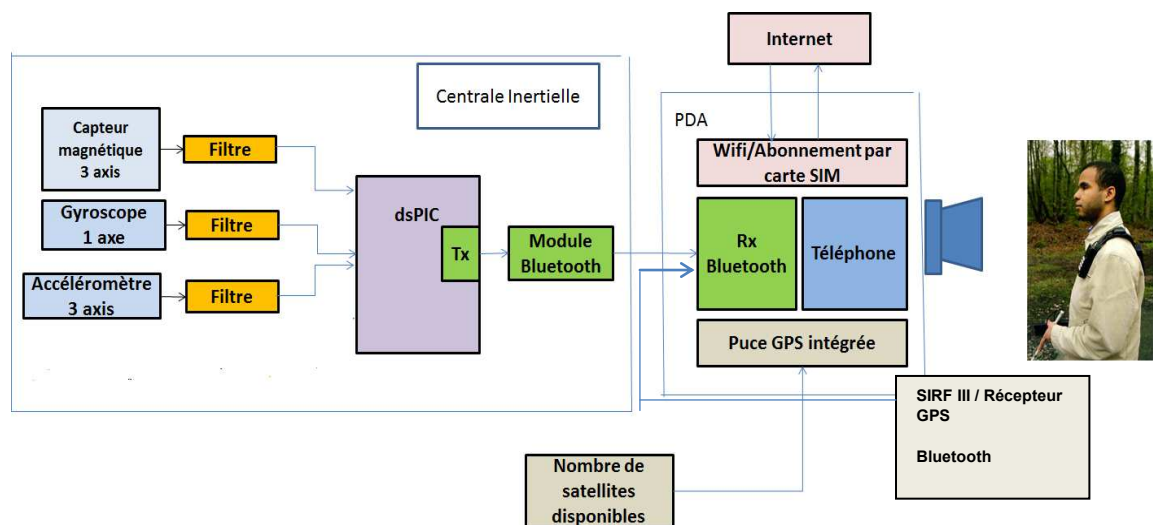 Internet
Centrale Inertielle
PDA
Capteur
magnétique
3 axis
Filtre
Wifi/Abonnement par
carte SIM
Gyroscope
1 axe
Filtre
dsPIC
Tx
Module
Bluetooth
Rx
Bluetooth
Téléphone
Accéléromètre
3 axis
Filtre
Puce GPS intégrée
SIRF III / Récepteur
GPS
Bluetooth
Nombre de
satellites
disponibles